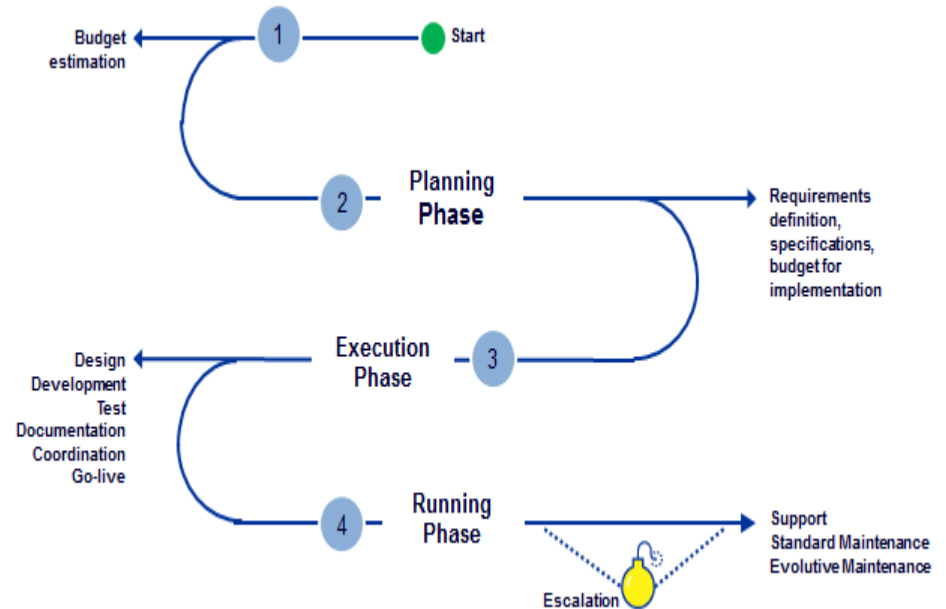 1
Start
Budget
estimation
2
Planning
Phase
Requirements
definition,
specifications,
budget for
implementation
Execution
Phase
3
Design
Development
Test
Documentation
Coordination
Go-live
4
Running
Phase
Support
Standard Maintenance
Evolutive Maintenance
Escalation